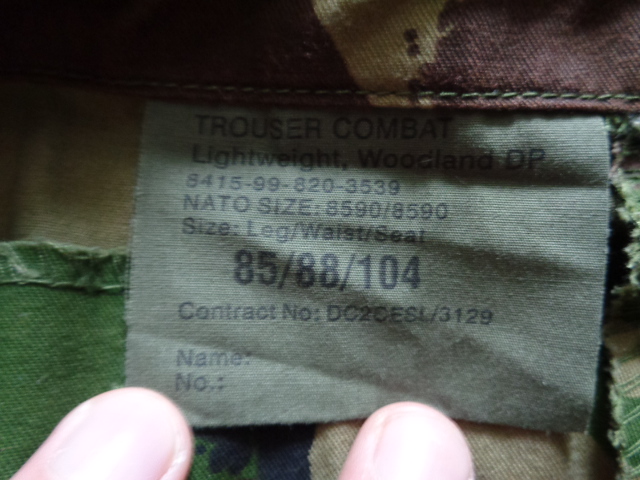 TROUSER COMBAT
Lightweight, Woodland DP
8415-99-820-3539
NATO SIZE: 8590/8590
Size: Leg/Waist/Seat
85/88/104
Contract No: DC2CESL/3129
Name:
No.: